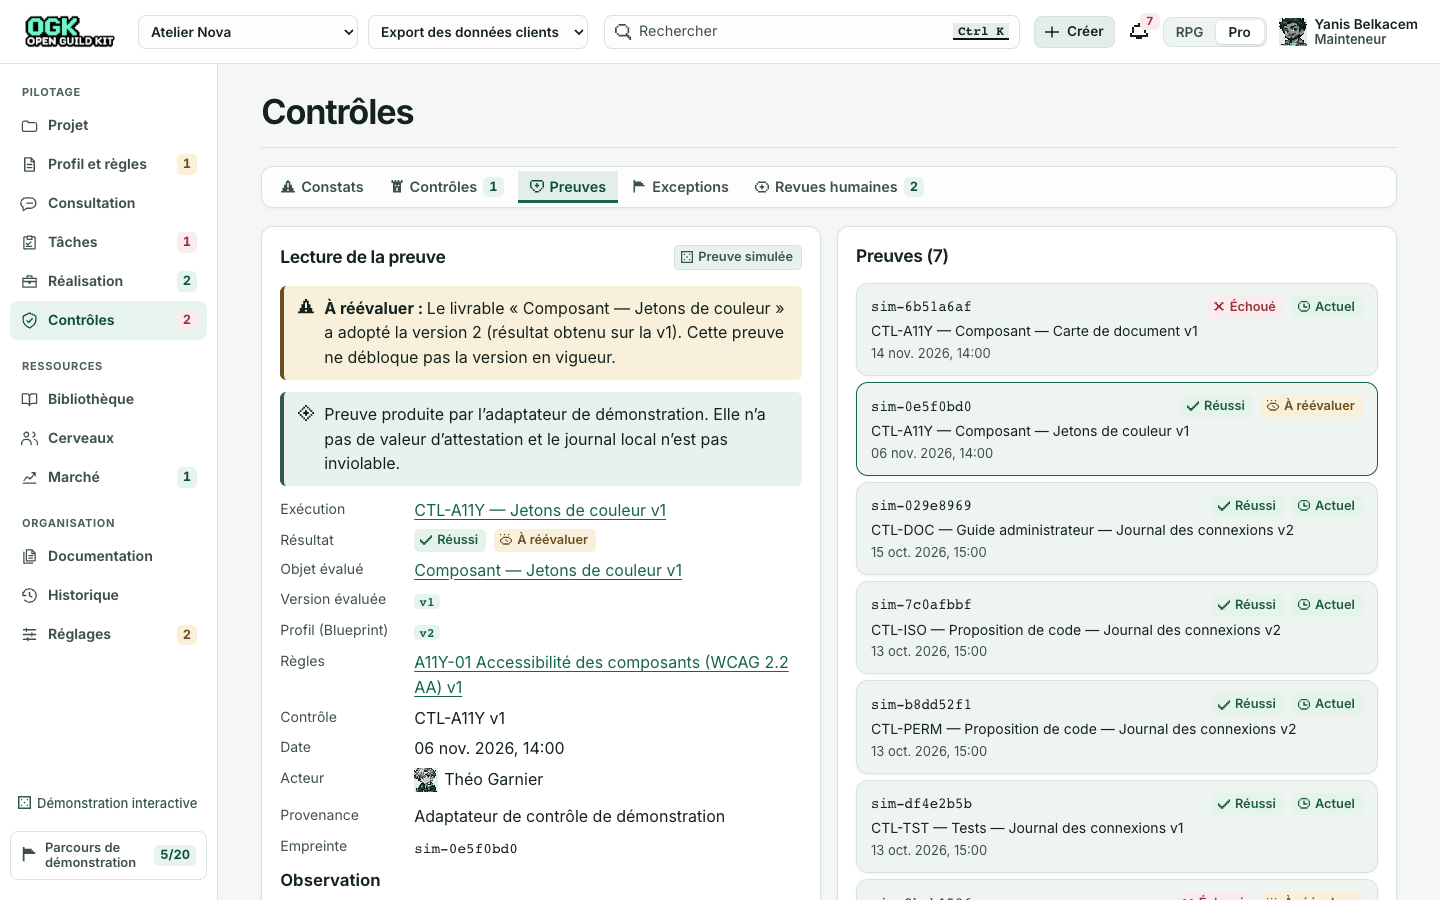 OGK
OPEN GUILD KIT
Atelier Nova
Export des données clients
Rechercher
Ctrl K
Créer
7
RPG
Pro
Yanis Belkacem
Mainteneur
PILOTAGE
Projet
Profil et règles 1
Consultation
Tâches 1
Réalisation 2
Contrôles 2
RESSOURCES
Bibliothèque
Cerveaux
Marché 1
ORGANISATION
Documentation
Historique
Réglages 2
Démonstration interactive
Parcours de
démonstration
5/20
Contrôles
Constats
Contrôles 1
Preuves
Exceptions
Revues humaines 2
Lecture de la preuve
Preuve simulée
À réévaluer : Le livrable « Composant — Jetons de couleur »
a adopté la version 2 (résultat obtenu sur la v1). Cette preuve
ne débloque pas la version en vigueur.
Preuve produite par l’adaptateur de démonstration. Elle n’a
pas de valeur d’attestation et le journal local n’est pas
inviolable.
Exécution CTL-A11Y — Jetons de couleur v1
Résultat Réussi À réévaluer
Objet évalué Composant — Jetons de couleur v1
Version évaluée v1
Profil (Blueprint) v2
Règles A11Y-01 Accessibilité des composants (WCAG 2.2
AA) v1
Contrôle CTL-A11Y v1
Date 06 nov. 2026, 14:00
Acteur Théo Garnier
Provenance Adaptateur de contrôle de démonstration
Empreinte sim-0e5f0bd0
Observation
Preuves (7)
sim-6b51a6af Échoué Actuel
CTL-A11Y — Composant — Carte de document v1
14 nov. 2026, 14:00
sim-0e5f0bd0 Réussi À réévaluer
CTL-A11Y — Composant — Jetons de couleur v1
06 nov. 2026, 14:00
sim-029e8969 Réussi Actuel
CTL-DOC — Guide administrateur — Journal des connexions v2
15 oct. 2026, 15:00
sim-7c0afbbf Réussi Actuel
CTL-ISO — Proposition de code — Journal des connexions v2
13 oct. 2026, 15:00
sim-b8dd52f1 Réussi Actuel
CTL-PERM — Proposition de code — Journal des connexions v2
13 oct. 2026, 15:00
sim-df4e2b5b Réussi Actuel
CTL-TST — Tests — Journal des connexions v1
13 oct. 2026, 15:00